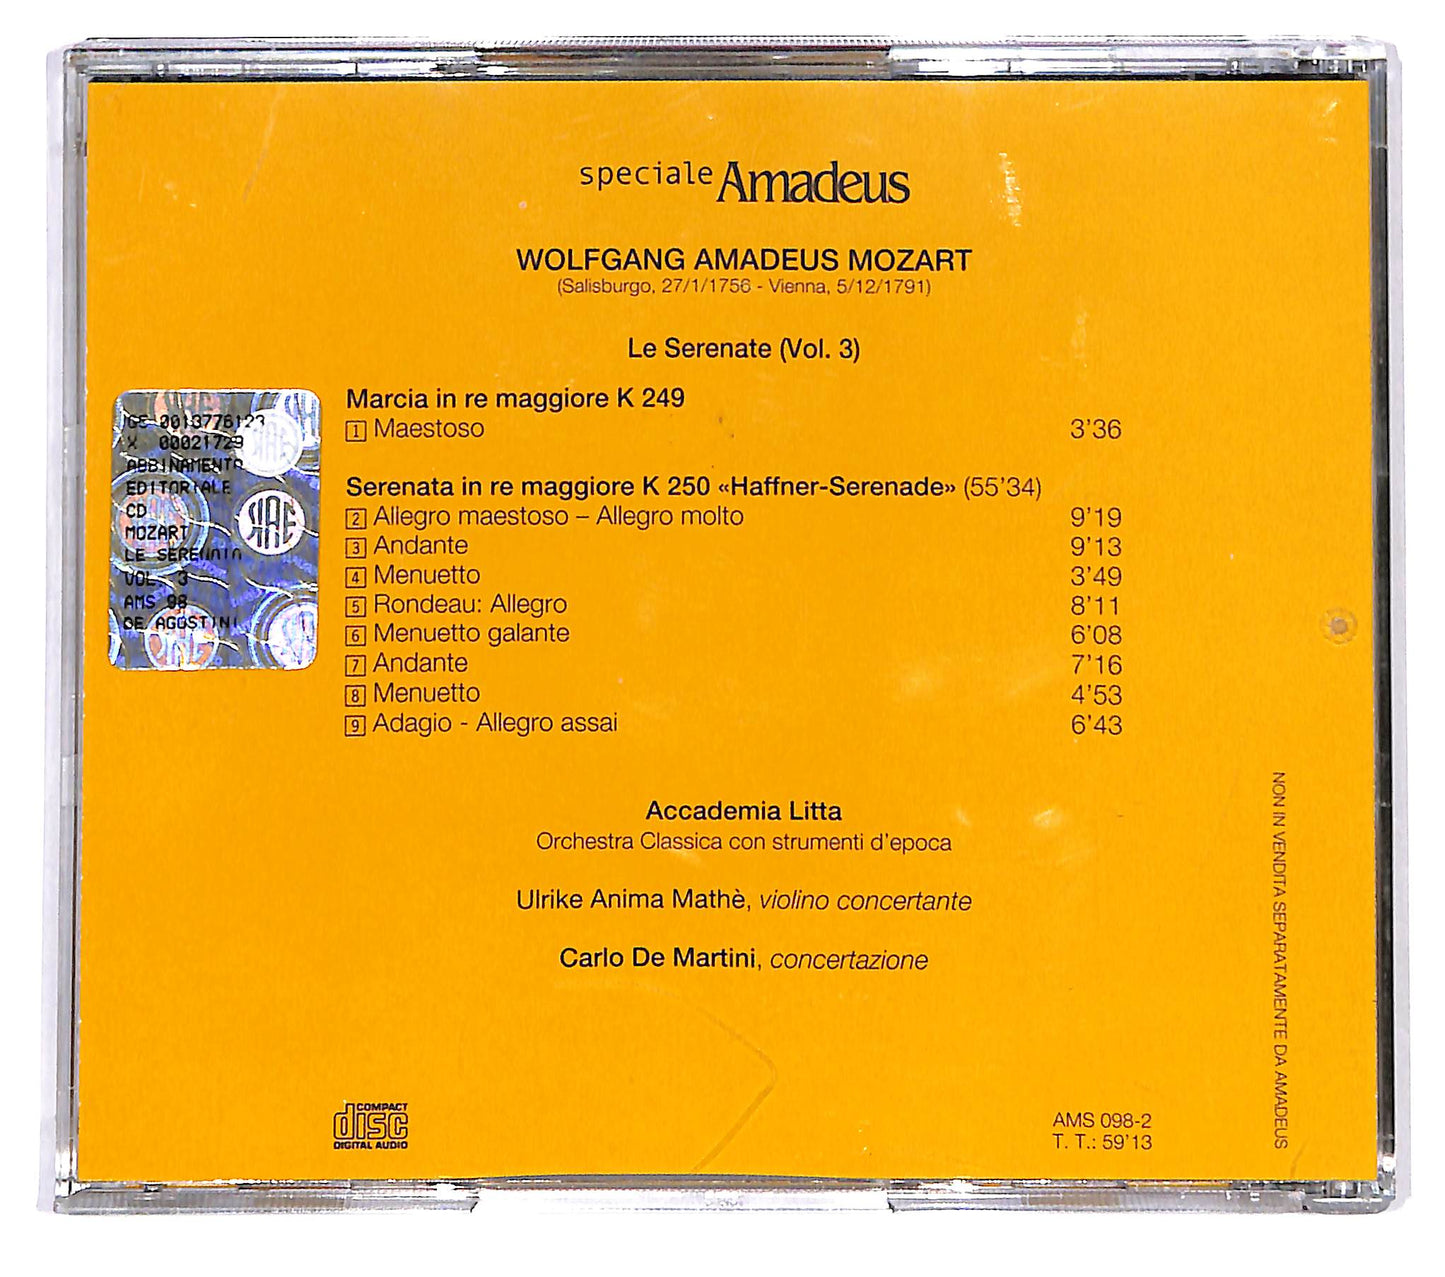 speciale Amadeus
WOLFGANG AMADEUS MOZART
(Salisburgo, 27/1/1756 - Vienna, 5/12/1791)
Le Serenate (Vol. 3)
Marcia in re maggiore K 249
1 Maestoso 3'36
Serenata in re maggiore K 250 «Haffner-Serenade» (55'34)
2 Allegro maestoso – Allegro molto 9'19
3 Andante 9'13
4 Menuetto 3'49
5 Rondeau: Allegro 8'11
6 Menuetto galante 6'08
7 Andante 7'16
8 Menuetto 4'53
9 Adagio - Allegro assai 6'43
Accademia Litta
Orchestra Classica con strumenti d'epoca
Ulrike Anima Mathè, violino concertante
Carlo De Martini, concertazione
COMPACT
disc
DIGITAL AUDIO
AMS 098-2
T. T.: 59'13
NON IN VENDITA SEPARATAMENTE DA AMADEUS
0013776123
X 00021729
ABBINAMENTO
EDITORIALE
CD
MOZART
LE
VOL. 3
AMS 98
DE AGOSTINI
SIAE